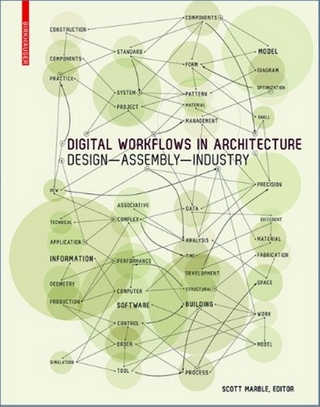 BIRKHÄUSER
COMPONENTS
CONSTRUCTION
STANDARD
MODEL
COMPONENTS
FORM
DIAGRAM
PRACTICE
OPTIMIZATION
SYSTEM
PATTERN
PROJECT
MATERIAL
SHELL
MANAGEMENT
DIGITAL WORKFLOWS IN ARCHITECTURE
DESIGN—ASSEMBLY—INDUSTRY
NEW
PRECISION
ASSOCIATIVE
DATA
TECHNICAL
COMPLEX
DIFFERENT
APPLICATION
ANALYSIS
MATERIAL
INFORMATION
PERFORMANCE
TIME
FABRICATION
DEVELOPMENT
GEOMETRY
SPACE
COMPUTER
STRUCTURAL
PRODUCTION
SOFTWARE
BUILDING
WORK
CONTROL
ORDER
MODEL
SIMULATION
TOOL
PROCESS
SCOTT MARBLE, EDITOR